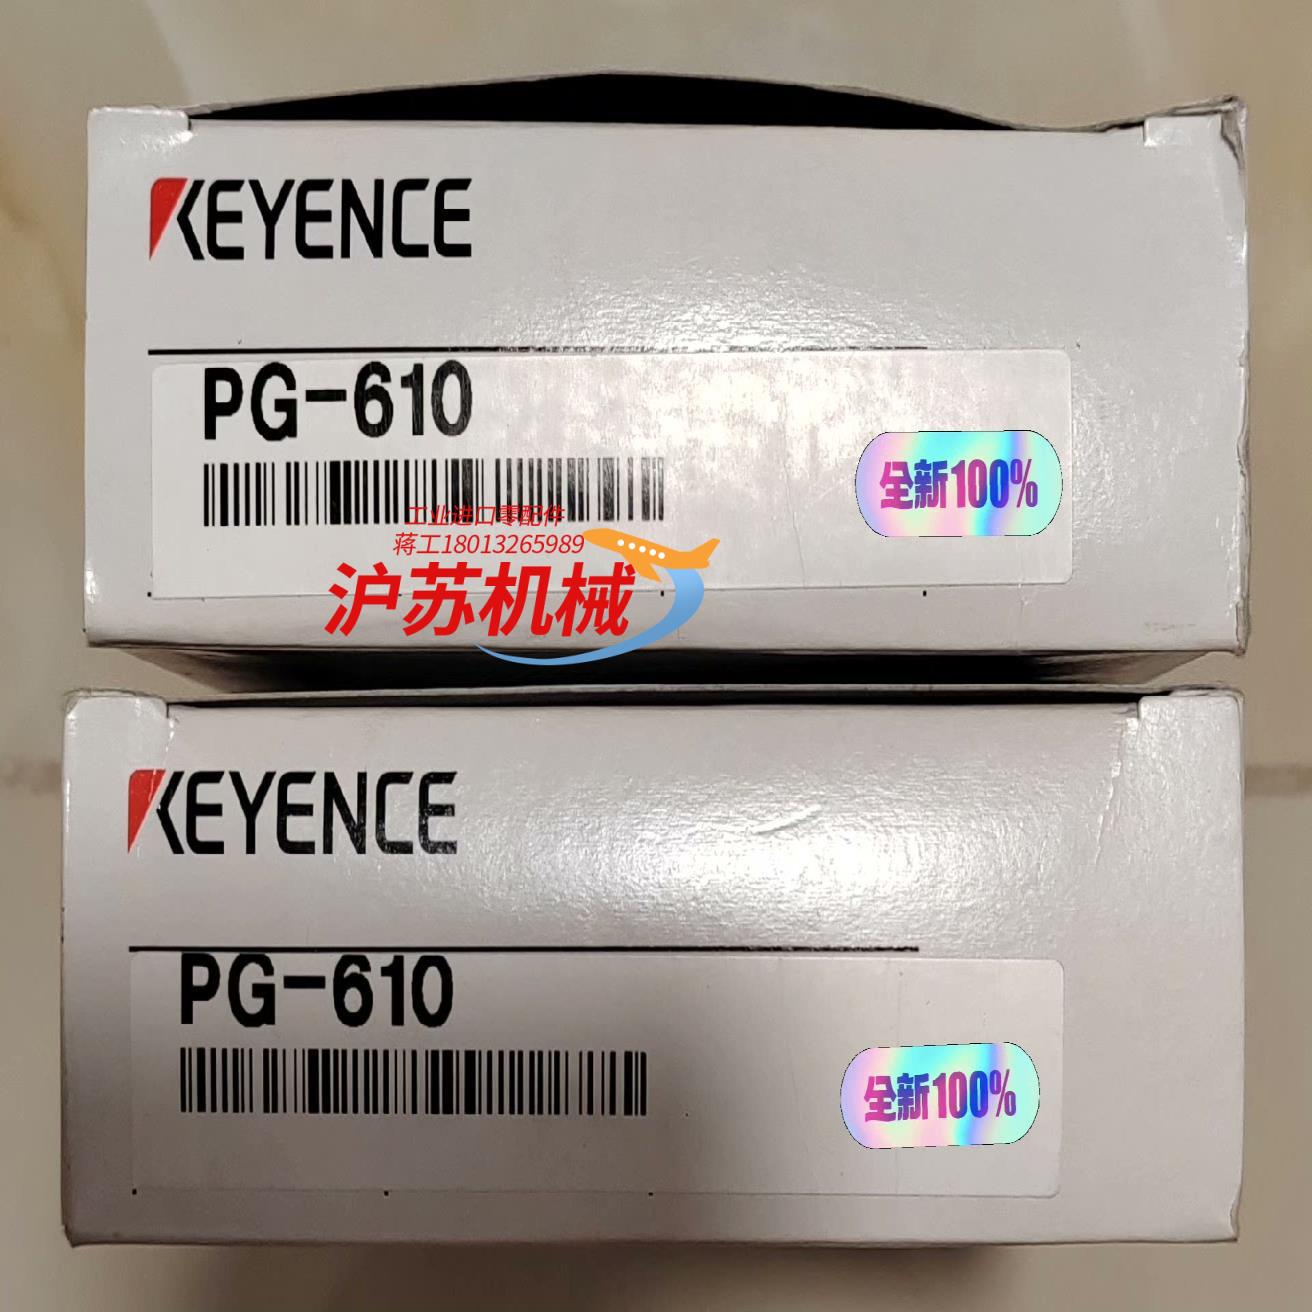 KEYENCE
PG-610
全新100%
工业进口零配件
蒋工18013265989
沪苏机械
KEYENCE
PG-610
全新100%